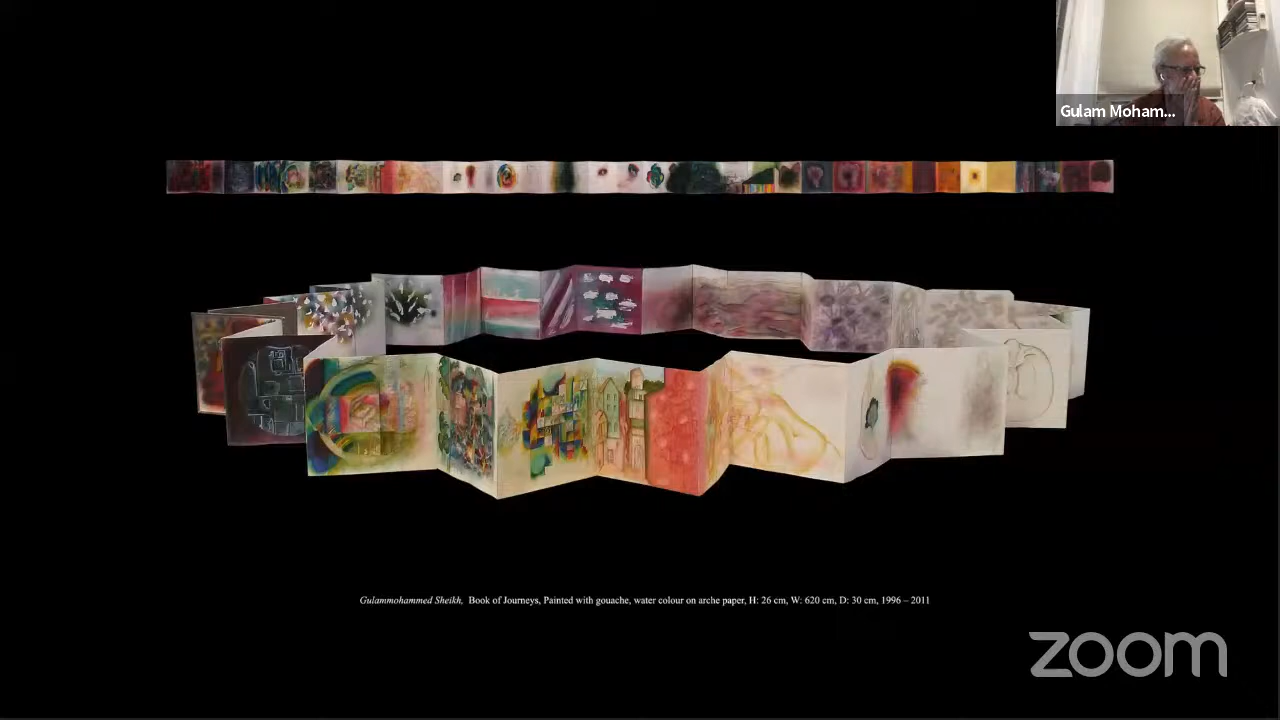 Gulam Moham...
Gulammohammed Sheikh, Book of Journeys, Painted with gouache, water colour on arche paper, H: 26 cm, W: 620 cm, D: 30 cm, 1996 – 2011
zoom